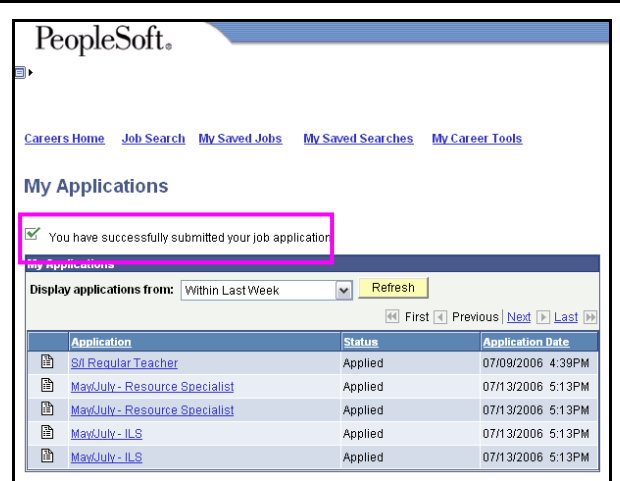 PeopleSoft®
Careers Home Job Search My Saved Jobs My Saved Searches My Career Tools
My Applications
You have successfully submitted your job application
My Applications
Display applications from: Within Last Week Refresh
First Previous | Next Last
Application Status Application Date
S/I Regular Teacher Applied 07/09/2006 4:39PM
May/July - Resource Specialist Applied 07/13/2006 5:13PM
May/July - Resource Specialist Applied 07/13/2006 5:13PM
May/July - ILS Applied 07/13/2006 5:13PM
May/July - ILS Applied 07/13/2006 5:13PM